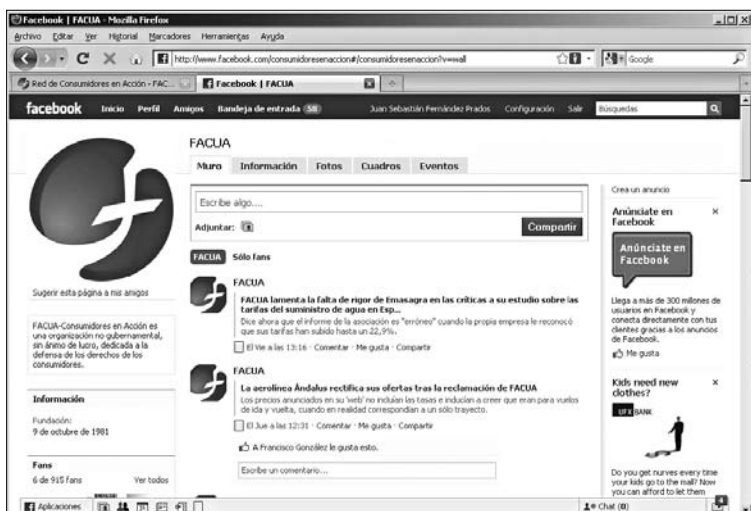 Facebook | FACUA - Mozilla Firefox
Archivo Editar Ver Historial Marcadores Herramientas Ayuda
http://www.facebook.com/consumidoresenaccion#/consumidoresenaccion?v=wall
Google
Red de Consumidores en Acción - FAC...
Facebook | FACUA
facebook Inicio Perfil Amigos Bandeja de entrada 58 Juan Sebastián Fernández Prados Configuración Salir Búsquedas
FACUA
Muro Información Fotos Cuadros Eventos
Escribe algo....
Adjuntar: Compartir
FACUA Sólo fans
FACUA
FACUA lamenta la falta de rigor de Emasagra en las críticas a su estudio sobre las
tarifas del suministro de agua en Esp...
Dice ahora que el informe de la asociación es "erróneo" cuando la propia empresa le reconoció
que sus tarifas han subido hasta un 22,9%.
El Vie a las 13:16 · Comentar · Me gusta · Compartir
FACUA
La aerolínea Ándalus rectifica sus ofertas tras la reclamación de FACUA
Los precios anunciados en su 'web' no incluían las tasas e inducían a creer que eran para vuelos
de ida y vuelta, cuando en realidad correspondían a un sólo trayecto.
El Jue a las 12:31 · Comentar · Me gusta · Compartir
A Francisco González le gusta esto.
Escribe un comentario...
Sugerir esta página a mis amigos
FACUA-Consumidores en Acción es
una organización no gubernamental,
sin ánimo de lucro, dedicada a la
defensa de los derechos de los
consumidores.
Información
Fundación:
9 de octubre de 1981
Fans
6 de 915 fans Ver todos
Crea un anuncio
Anúnciate en
Facebook
Anúnciate en
Facebook
Llega a más de 300 millones de
usuarios en Facebook y
conecta directamente con tus
clientes gracias a los anuncios
de Facebook.
Me gusta
Kids need new
clothes?
UFX BANK
Do you get nurves every time
your kids go to the mall? Now
you can afford to let them
Aplicaciones
Chat (0)
4